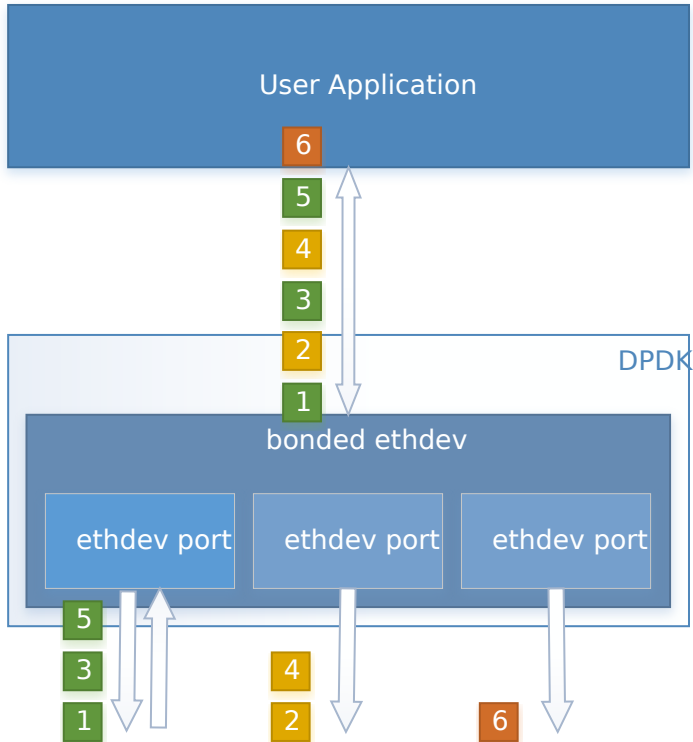 User Application
6
5
4
3
2
DPDK
1
bonded ethdev
ethdev port ethdev port ethdev port
5
3 4
1 2 6